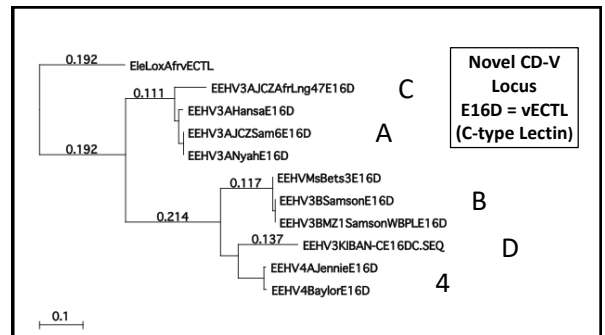 0.192
EleLoxAfrvECTL
0.111
EEHV3AJCZAfrLng47E16D
C
EEHV3AHansaE16D
EEHV3AJCZSam6E16D
A
EEHV3ANyahE16D
0.192
EEHVMsBets3E16D
0.117
EEHV3BSamsonE16D
B
EEHV3BMZ1SamsonWBPLE16D
0.214
0.137
EEHV3KIBAN-CE16DC.SEQ
D
EEHV4AJennieE16D
4
EEHV4BaylorE16D
0.1
Novel CD-V
Locus
E16D = vECTL
(C-type Lectin)